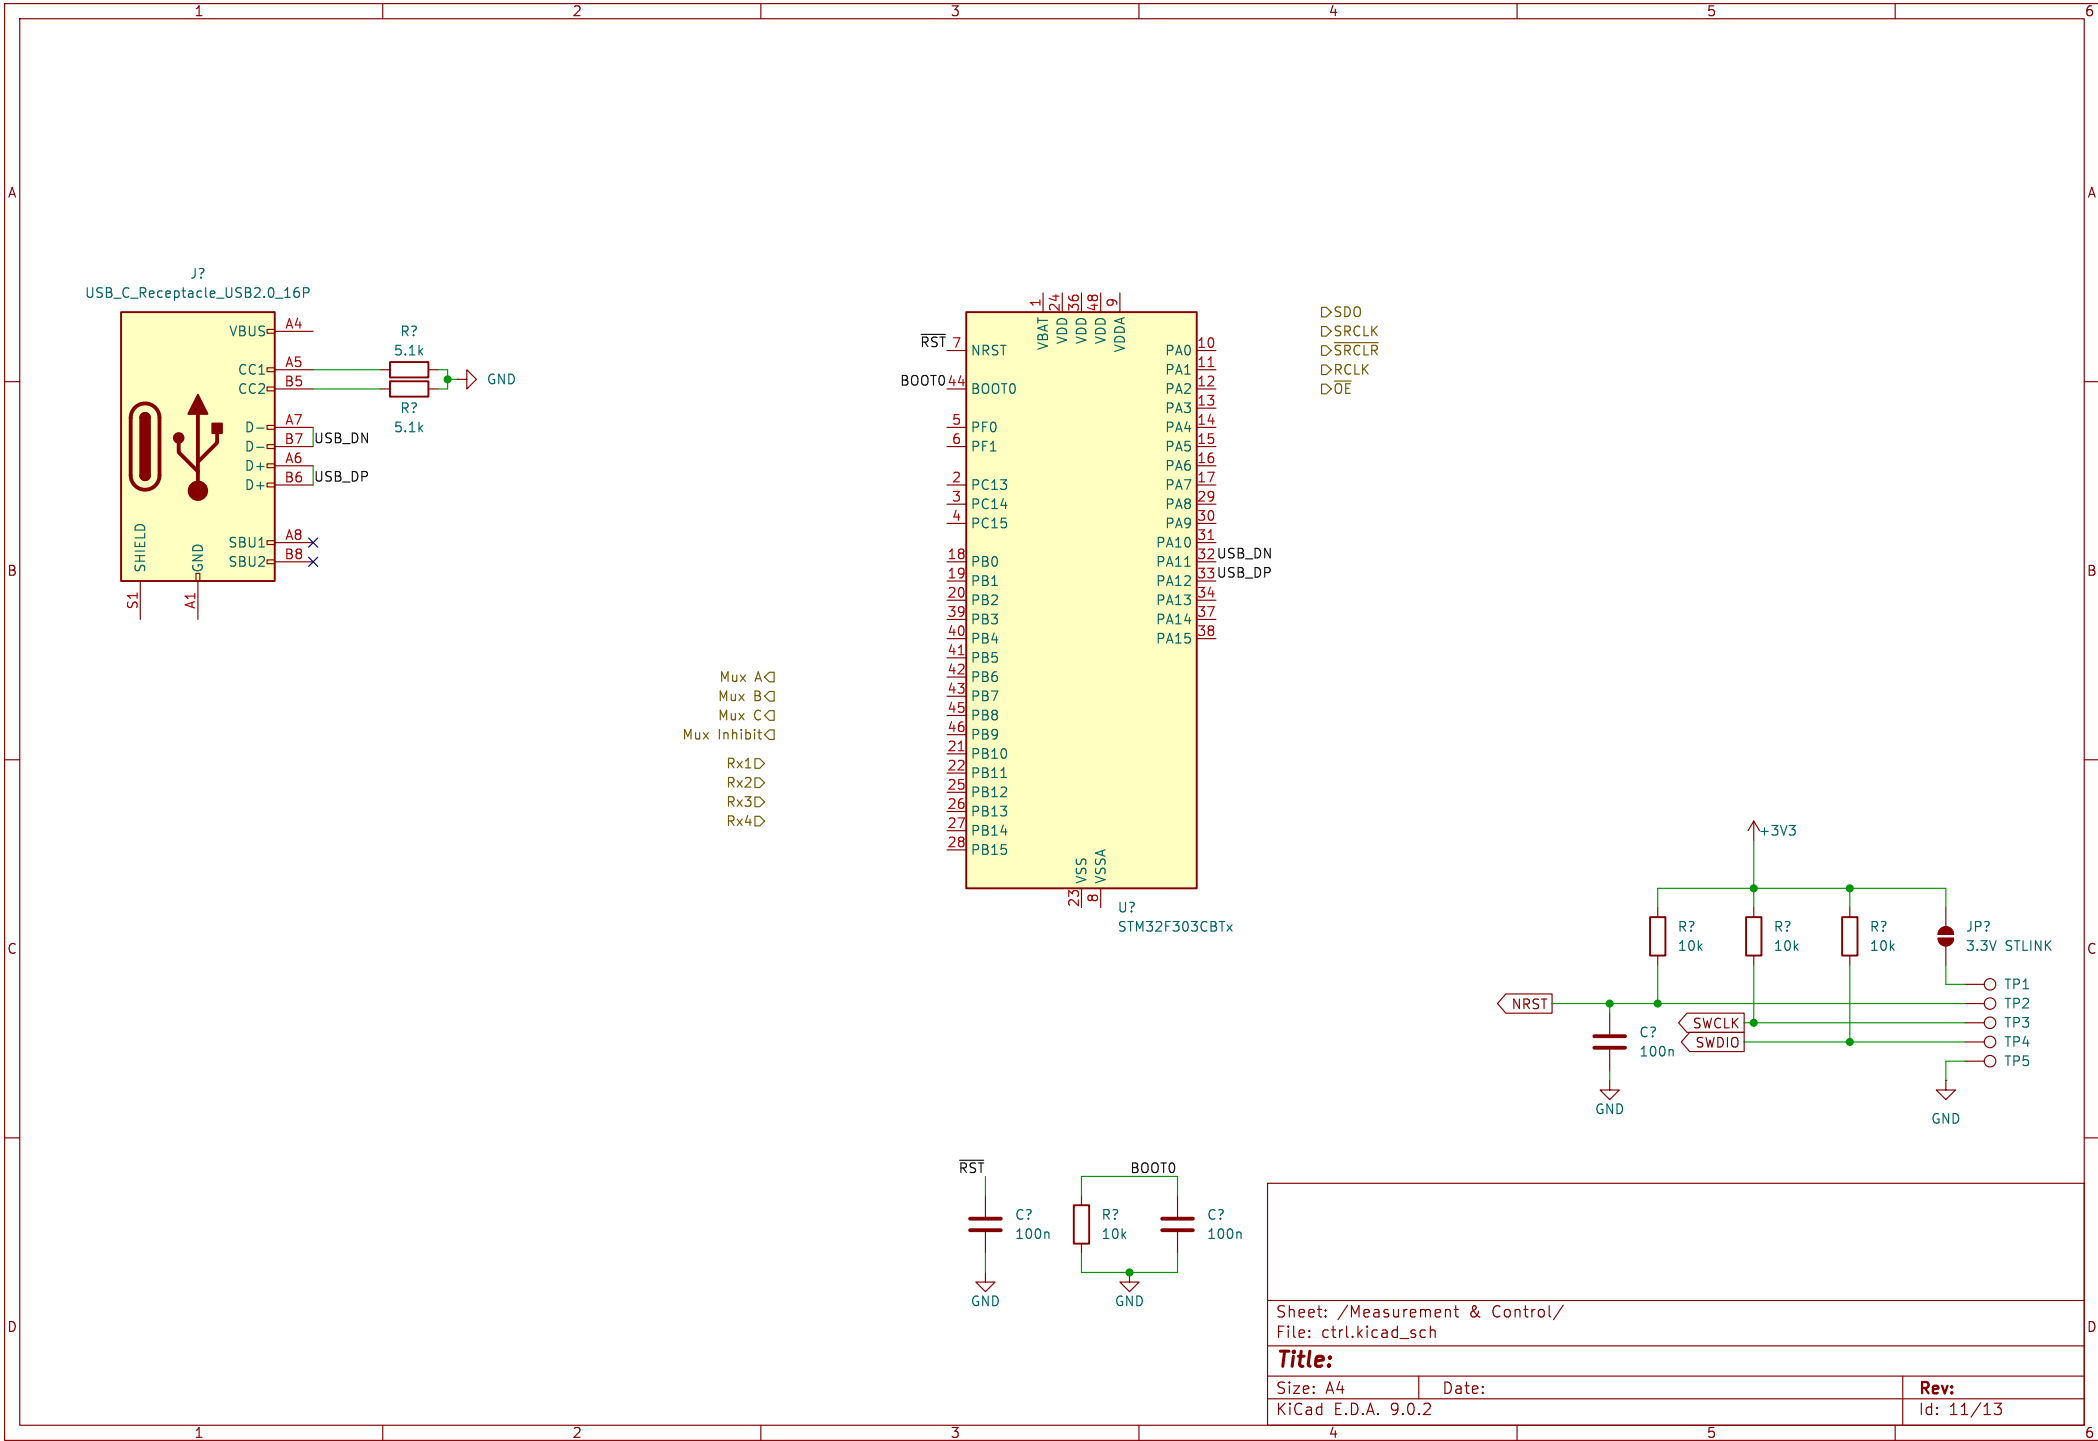 1 2 3 4 5 6
A A
B B
C C
D D
J?
USB_C_Receptacle_USB2.0_16P
VBUS A4
CC1 A5
CC2 B5
D- A7
D- B7 USB_DN
D+ A6
D+ B6 USB_DP
SBU1 A8
SBU2 B8
SHIELD GND
S1 A1
R?
5.1k
R?
5.1k
GND
Mux A
Mux B
Mux C
Mux Inhibit
Rx1
Rx2
Rx3
Rx4
1 24 36 48 9
VBAT VDD VDD VDD VDDA
RST 7 NRST
BOOT0 44 BOOT0
5 PF0
6 PF1
2 PC13
3 PC14
4 PC15
18 PB0
19 PB1
20 PB2
39 PB3
40 PB4
41 PB5
42 PB6
43 PB7
45 PB8
46 PB9
21 PB10
22 PB11
25 PB12
26 PB13
27 PB14
28 PB15
PA0 10
PA1 11
PA2 12
PA3 13
PA4 14
PA5 15
PA6 16
PA7 17
PA8 29
PA9 30
PA10 31
PA11 32 USB_DN
PA12 33 USB_DP
PA13 34
PA14 37
PA15 38
VSS VSSA
23 8
U?
STM32F303CBTx
SDO
SRCLK
SRCLR
RCLK
OE
+3V3
R?
10k
R?
10k
R?
10k
JP?
3.3V STLINK
NRST
SWCLK
SWDIO
TP1
TP2
TP3
TP4
TP5
C?
100n
GND
GND
RST
C?
100n
GND
BOOT0
R?
10k
C?
100n
GND
Sheet: /Measurement & Control/
File: ctrl.kicad_sch
Title:
Size: A4 Date: Rev:
KiCad E.D.A. 9.0.2 Id: 11/13
1 2 3 4 5 6